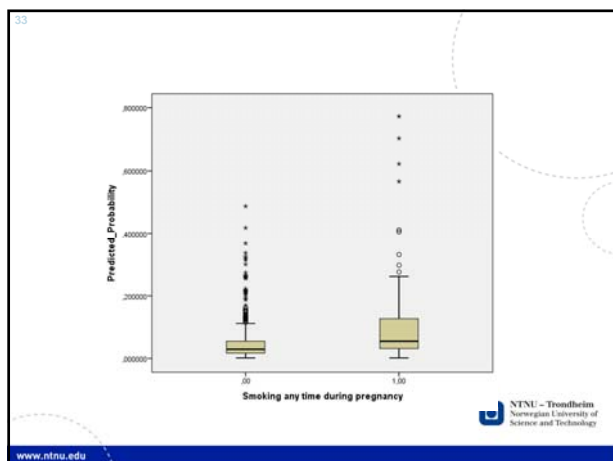 33
,800000
,600000
,400000
,200000
,000000
Predicted_Probability
,00
1,00
Smoking any time during pregnancy
NTNU – Trondheim
Norwegian University of
Science and Technology
www.ntnu.edu